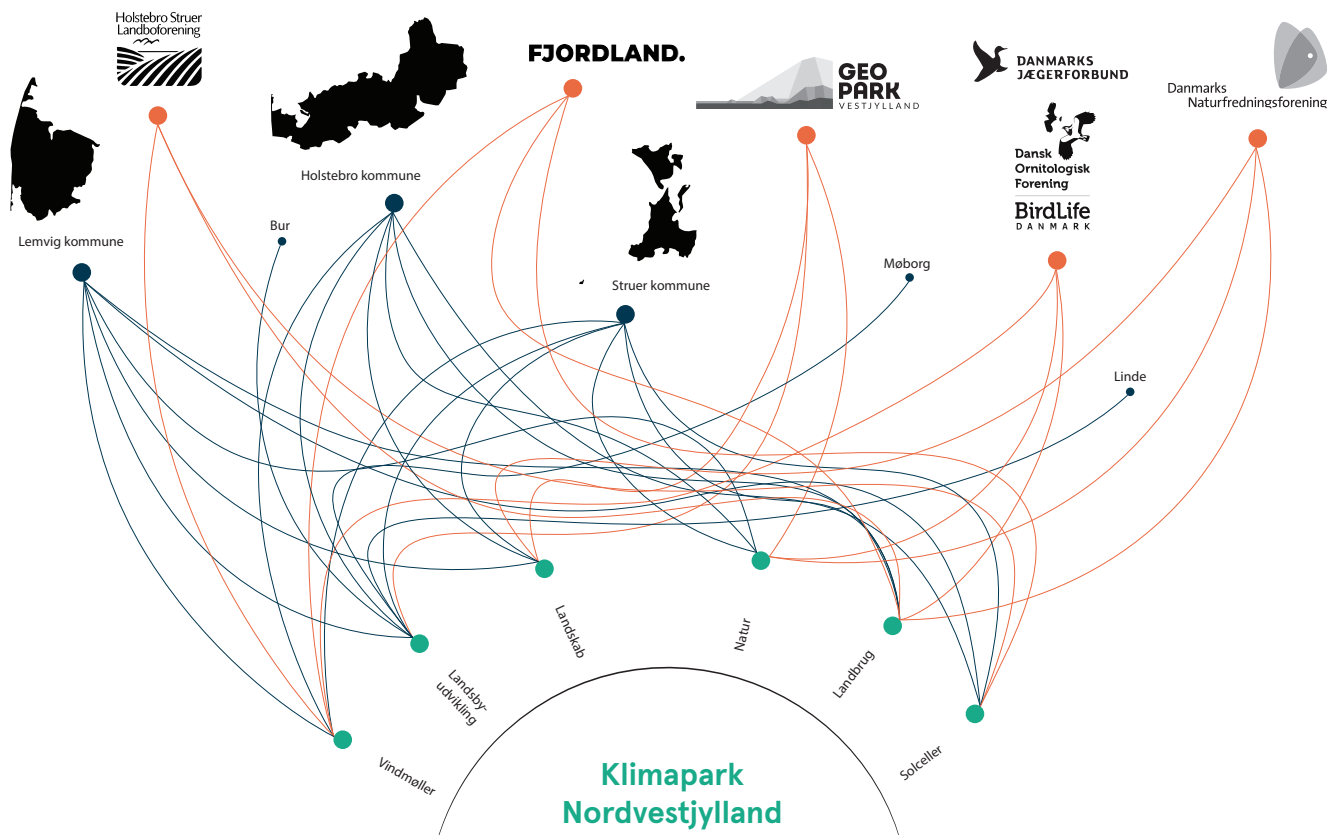 Holstebro Struer
Landboforening
FJORDLAND.
GEO
PARK
VESTJYLLAND
DANMARKS
JÆGERFORBUND
Danmarks
Naturfredningsforening
Dansk
Ornitologisk
Forening
BirdLife
DANMARK
Holstebro kommune
Bur
Lemvig kommune
Struer kommune
Møborg
Linde
Landskab
Natur
Landsby-
udvikling
Landbrug
Vindmøller
Solceller
Klimapark
Nordvestjylland